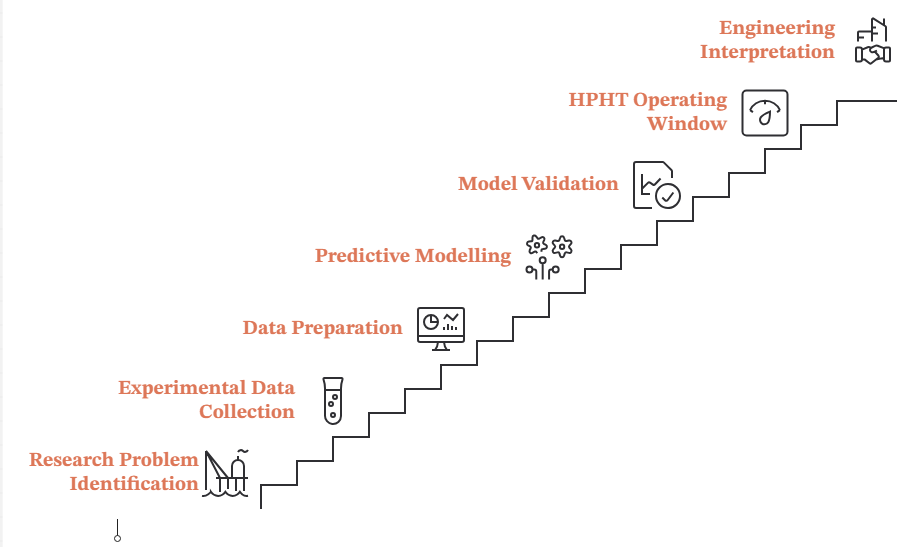 Engineering
Interpretation
HPHT Operating
Window
Model Validation
Predictive Modelling
Data Preparation
Experimental Data
Collection
Research Problem
Identification